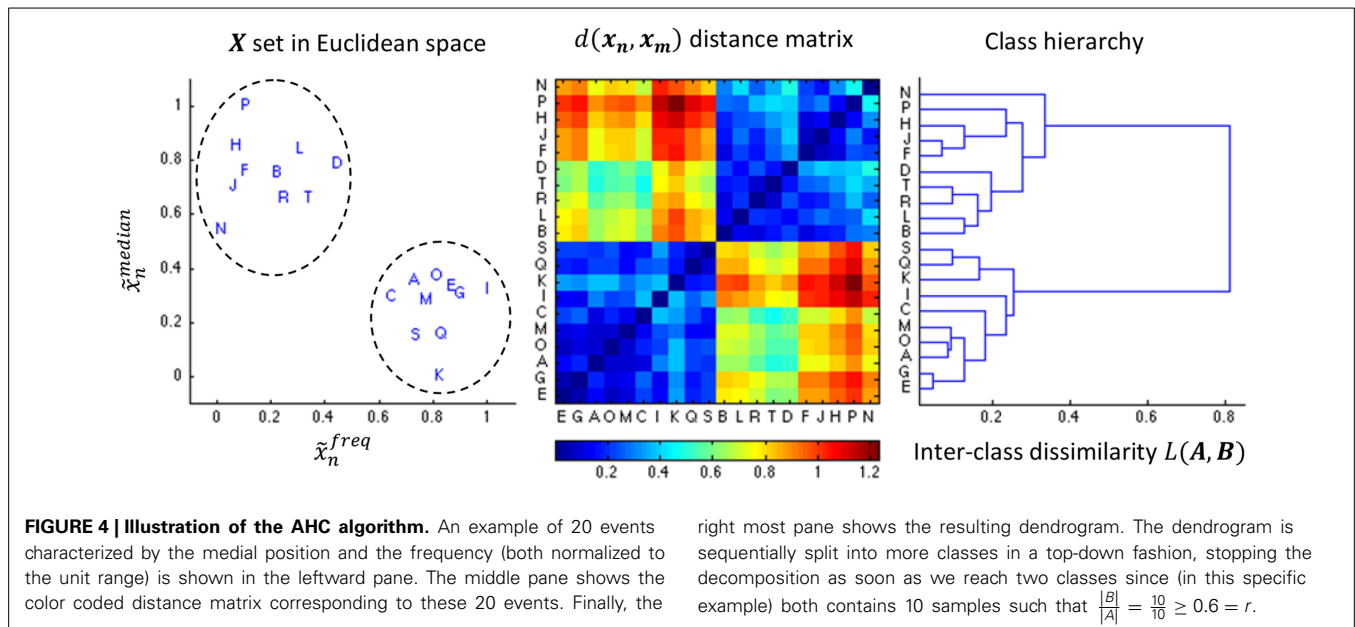 X set in Euclidean space
d(xₙ, xₘ) distance matrix
Class hierarchy
x̃ₙ^median
1
0.8
0.6
0.4
0.2
0
P
H
L
D
F
B
J
R
T
N
A
O
E
C
M
G
I
S
Q
K
0 0.2 0.4 0.6 0.8 1
x̃ₙ^freq
N
P
H
J
F
D
T
R
L
B
S
Q
K
I
C
M
O
A
G
E
E G A O M C I K Q S B L R T D F J H P N
0.2 0.4 0.6 0.8 1 1.2
N
P
H
J
F
D
T
R
L
B
S
Q
K
I
C
M
O
A
G
E
0.2 0.4 0.6 0.8
Inter-class dissimilarity L(A, B)
FIGURE 4 | Illustration of the AHC algorithm. An example of 20 events
characterized by the medial position and the frequency (both normalized to
the unit range) is shown in the leftward pane. The middle pane shows the
color coded distance matrix corresponding to these 20 events. Finally, the
right most pane shows the resulting dendrogram. The dendrogram is
sequentially split into more classes in a top-down fashion, stopping the
decomposition as soon as we reach two classes since (in this specific
example) both contains 10 samples such that |B|/|A| = 10/10 ≥ 0.6 = r.